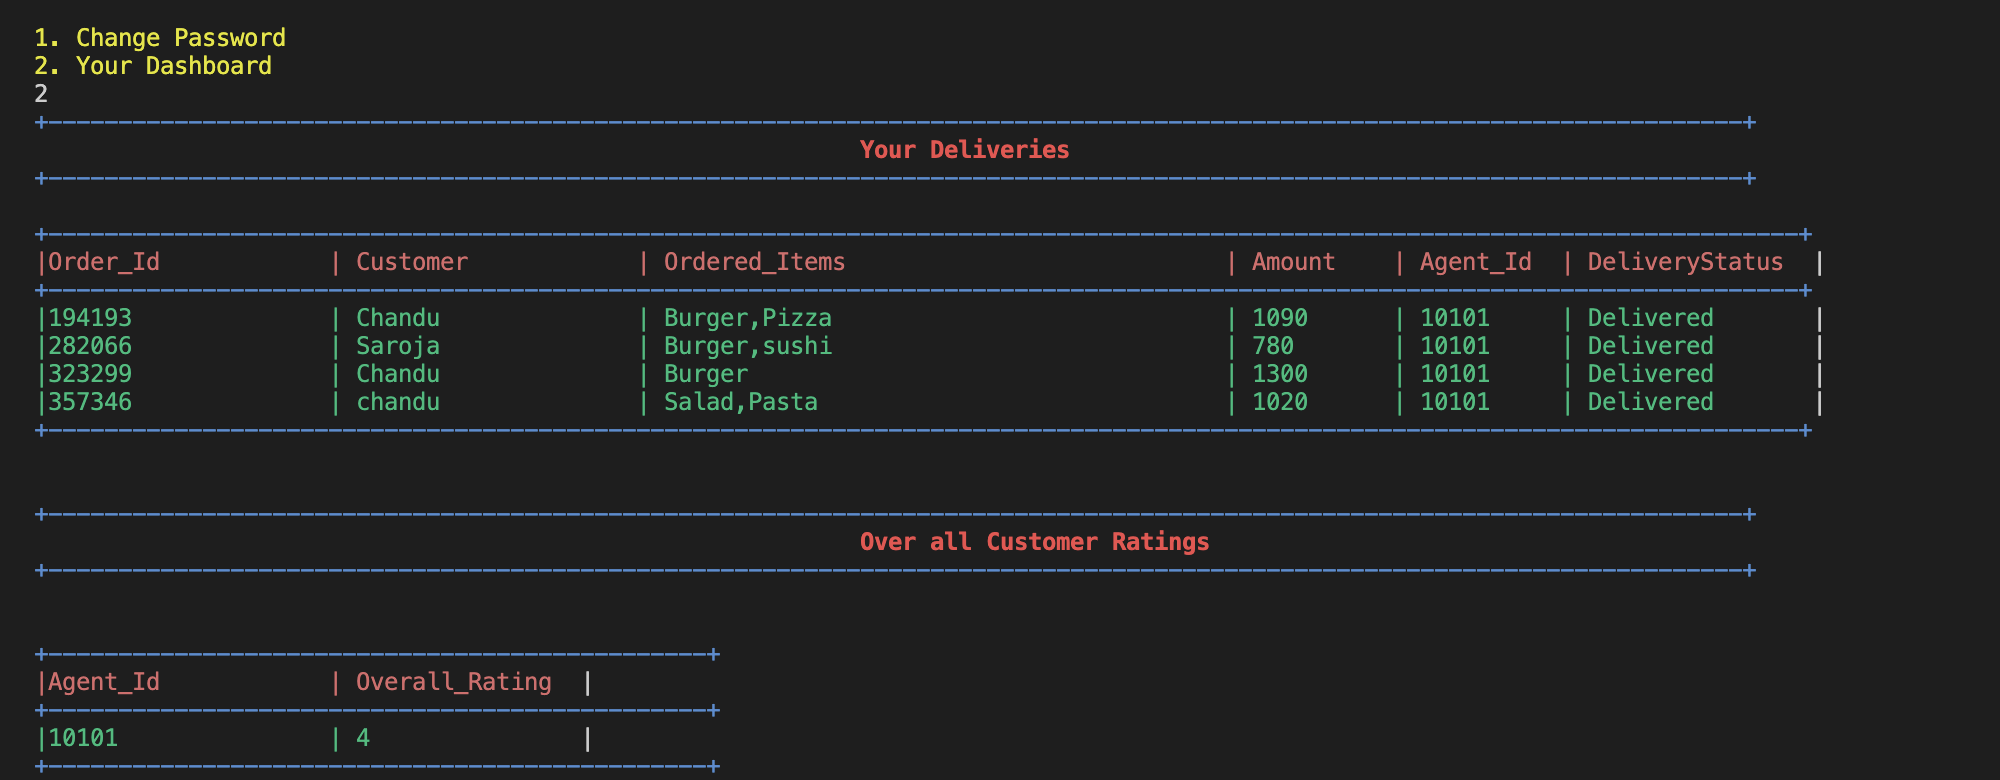 1. Change Password
2. Your Dashboard
2
Your Deliveries
|Order_Id | Customer | Ordered_Items | Amount | Agent_Id | DeliveryStatus |
|194193 | Chandu | Burger,Pizza | 1090 | 10101 | Delivered |
|282066 | Saroja | Burger,sushi | 780 | 10101 | Delivered |
|323299 | Chandu | Burger | 1300 | 10101 | Delivered |
|357346 | chandu | Salad,Pasta | 1020 | 10101 | Delivered |
Over all Customer Ratings
|Agent_Id | Overall_Rating |
|10101 | 4 |